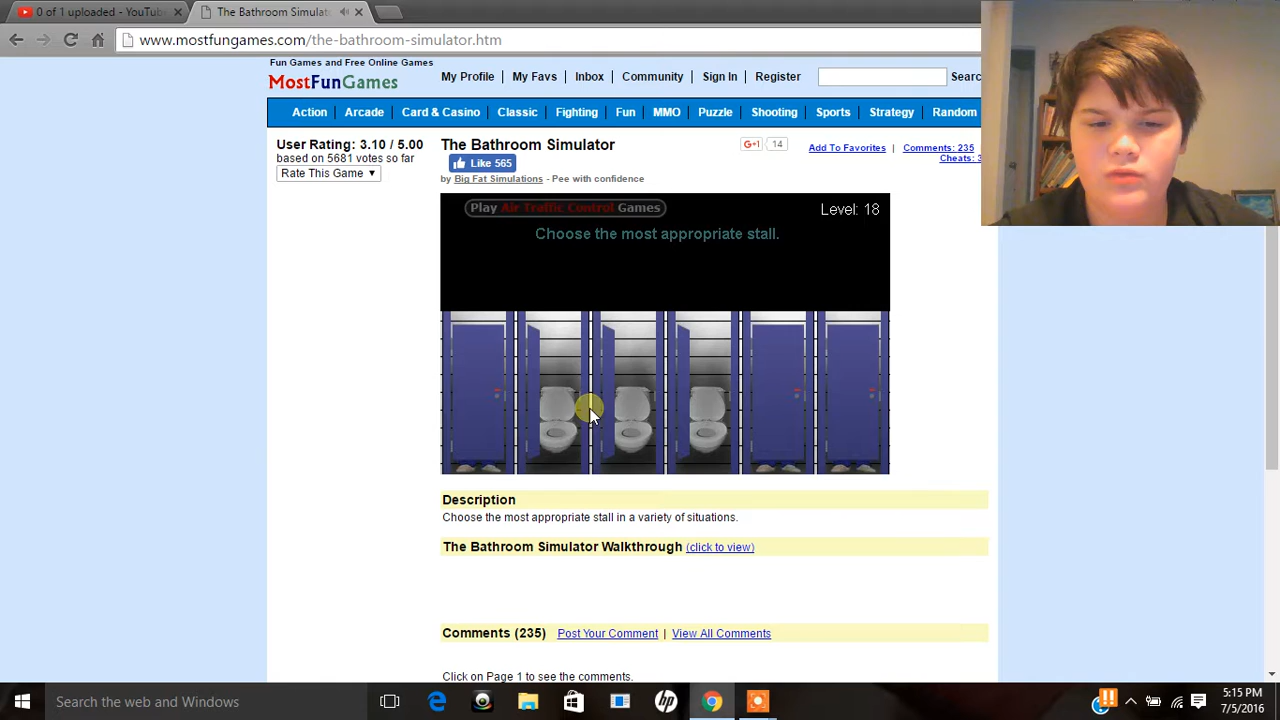 0 of 1 uploaded - YouTub
The Bathroom Simulator
www.mostfungames.com/the-bathroom-simulator.htm
Fun Games and Free Online Games
MostFunGames
My Profile My Favs Inbox Community Sign In Register Searc
Action Arcade Card & Casino Classic Fighting Fun MMO Puzzle Shooting Sports Strategy Random
User Rating: 3.10 / 5.00
based on 5681 votes so far
Rate This Game
The Bathroom Simulator
+1 14
Add To Favorites | Comments: 235
Cheats: 3
Like 565
by Big Fat Simulations - Pee with confidence
Play Air Traffic Control Games
Level: 18
Choose the most appropriate stall.
Description
Choose the most appropriate stall in a variety of situations.
The Bathroom Simulator Walkthrough (click to view)
Comments (235) Post Your Comment | View All Comments
Click on Page 1 to see the comments.
Search the web and Windows
5:15 PM
7/5/2016